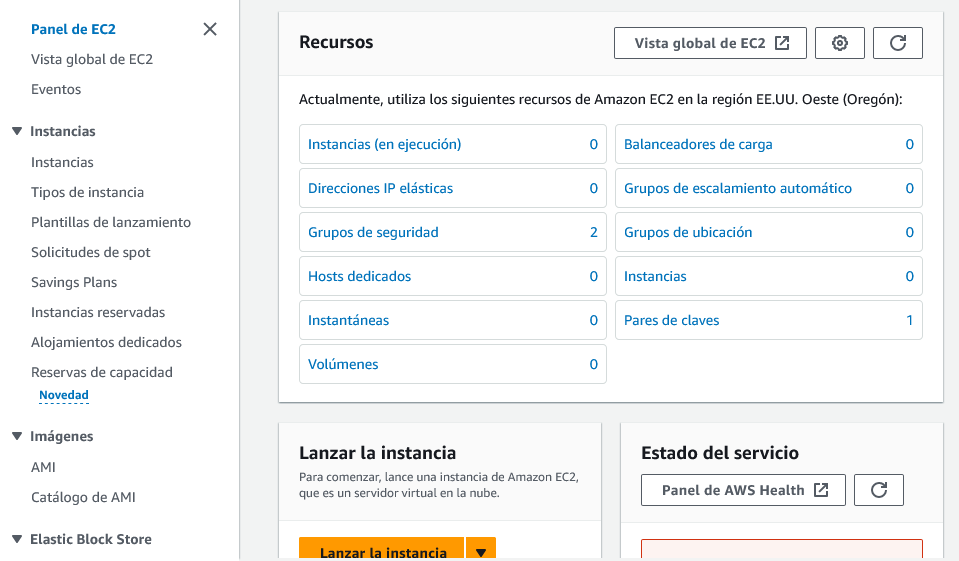 Panel de EC2
Vista global de EC2
Eventos
Instancias
Instancias
Tipos de instancia
Plantillas de lanzamiento
Solicitudes de spot
Savings Plans
Instancias reservadas
Alojamientos dedicados
Reservas de capacidad
Novedad
Imágenes
AMI
Catálogo de AMI
Elastic Block Store
Recursos
Vista global de EC2
Actualmente, utiliza los siguientes recursos de Amazon EC2 en la región EE.UU. Oeste (Oregón):
Instancias (en ejecución) 0
Balanceadores de carga 0
Direcciones IP elásticas 0
Grupos de escalamiento automático 0
Grupos de seguridad 2
Grupos de ubicación 0
Hosts dedicados 0
Instancias 0
Instantáneas 0
Pares de claves 1
Volúmenes 0
Lanzar la instancia
Para comenzar, lance una instancia de Amazon EC2,
que es un servidor virtual en la nube.
Lanzar la instancia
Estado del servicio
Panel de AWS Health